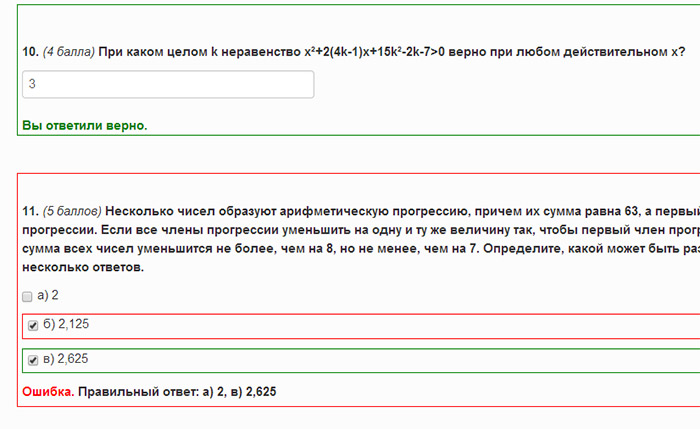 10. (4 балла) При каком целом k неравенство x²+2(4k-1)x+15k²-2k-7>0 верно при любом действительном x?
3
Вы ответили верно.
11. (5 баллов) Несколько чисел образуют арифметическую прогрессию, причем их сумма равна 63, а первый
прогрессии. Если все члены прогрессии уменьшить на одну и ту же величину так, чтобы первый член прогр
сумма всех чисел уменьшится не более, чем на 8, но не менее, чем на 7. Определите, какой может быть раз
несколько ответов.
а) 2
б) 2,125
в) 2,625
Ошибка. Правильный ответ: а) 2, в) 2,625